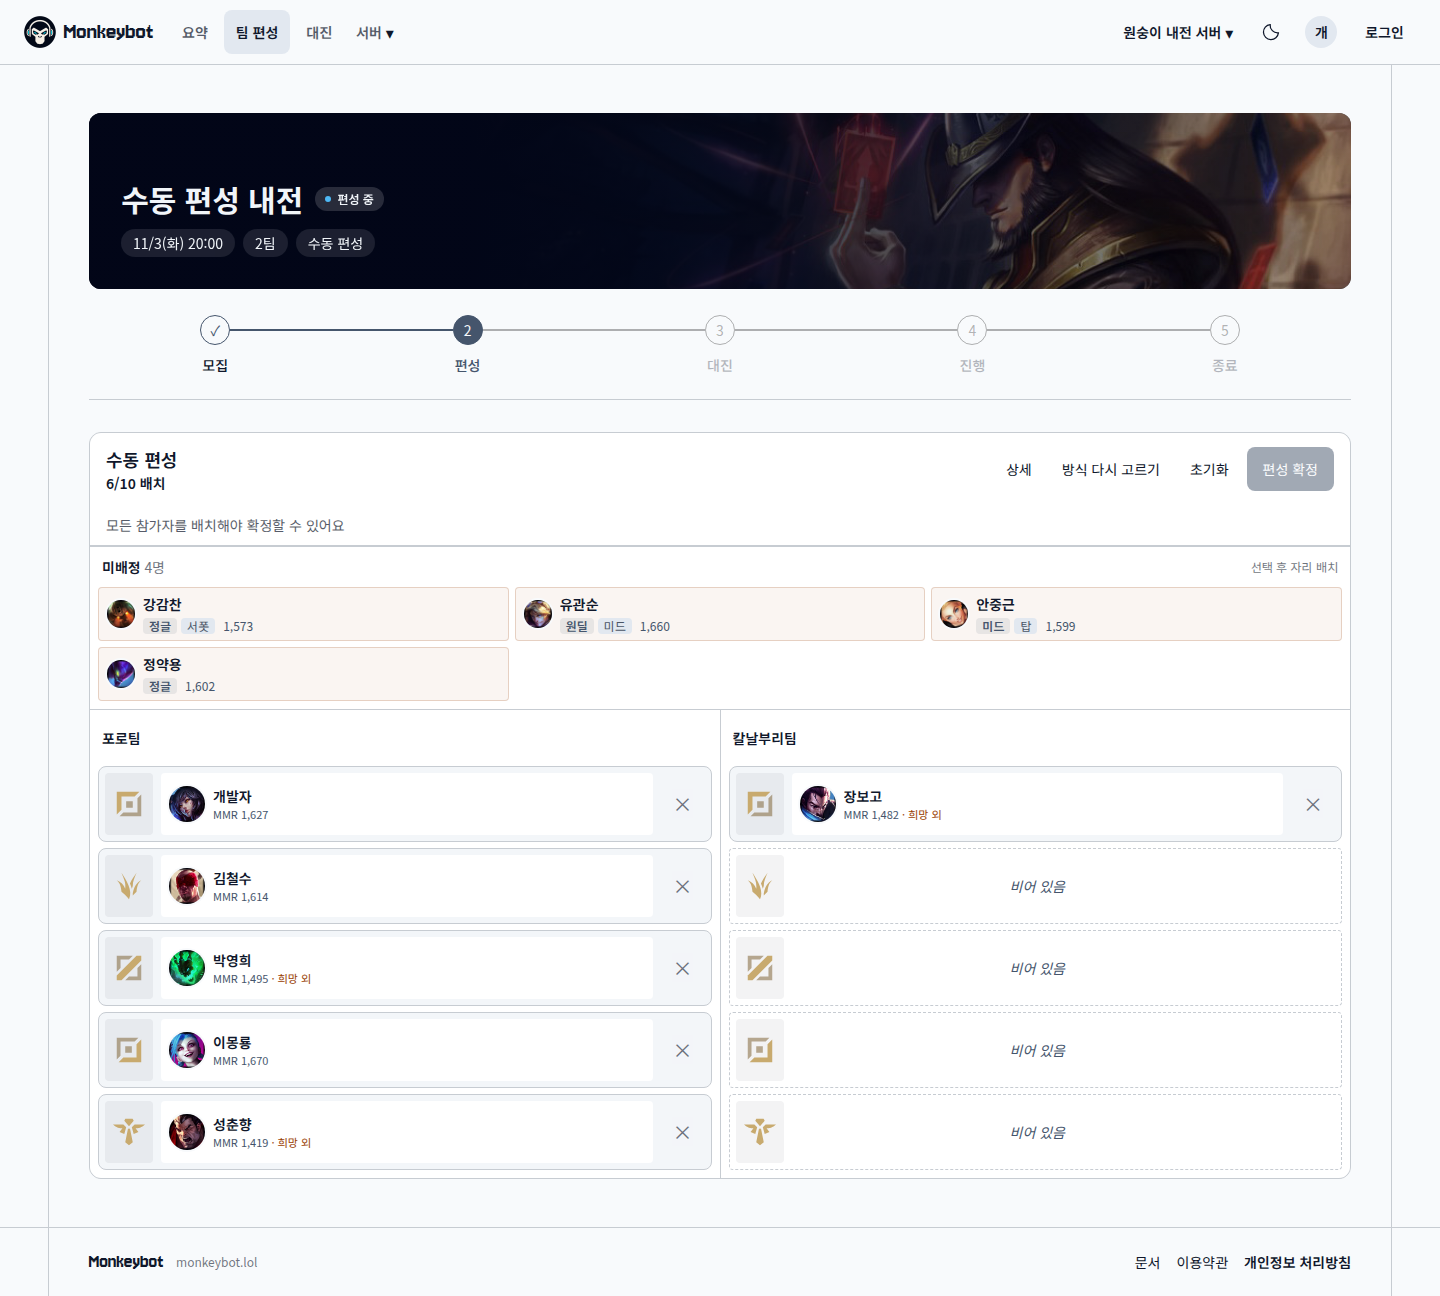 Monkeybot 요약 팀 편성 대진 서버 ▾ 원숭이 내전 서버 ▾ 개 로그인
수동 편성 내전 편성 중
11/3(화) 20:00 2팀 수동 편성
✓ 2 3 4 5
모집 편성 대진 진행 종료
수동 편성
6/10 배치
상세 방식 다시 고르기 초기화 편성 확정
모든 참가자를 배치해야 확정할 수 있어요
미배정 4명 선택 후 자리 배치
강감찬
정글 서폿 1,573
유관순
원딜 미드 1,660
안중근
미드 탑 1,599
정약용
정글 1,602
포로팀
개발자
MMR 1,627
김철수
MMR 1,614
박영희
MMR 1,495 · 희망 외
이몽룡
MMR 1,670
성춘향
MMR 1,419 · 희망 외
칼날부리팀
장보고
MMR 1,482 · 희망 외
비어 있음
비어 있음
비어 있음
비어 있음
Monkeybot monkeybot.lol 문서 이용약관 개인정보 처리방침